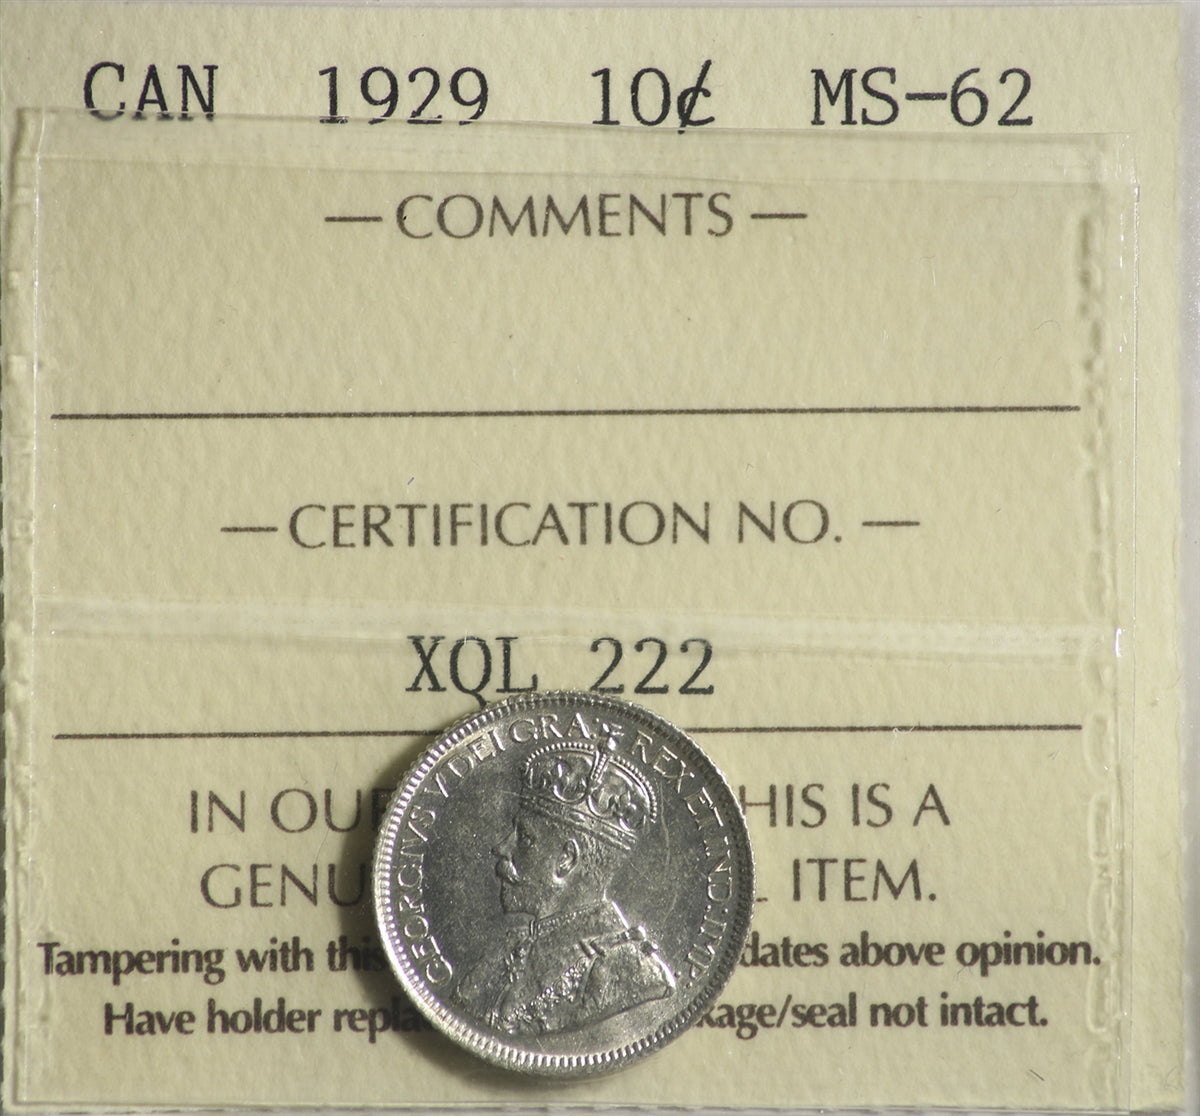 CAN 1929 10¢ MS-62
— COMMENTS —
— CERTIFICATION NO. —
XQL 222
IN OU HIS IS A
GENU ITEM.
Tampering with this dates above opinion.
Have holder repla kage/seal not intact.
GEORGIVS V DEI GRA: REX ET IND: IMP: